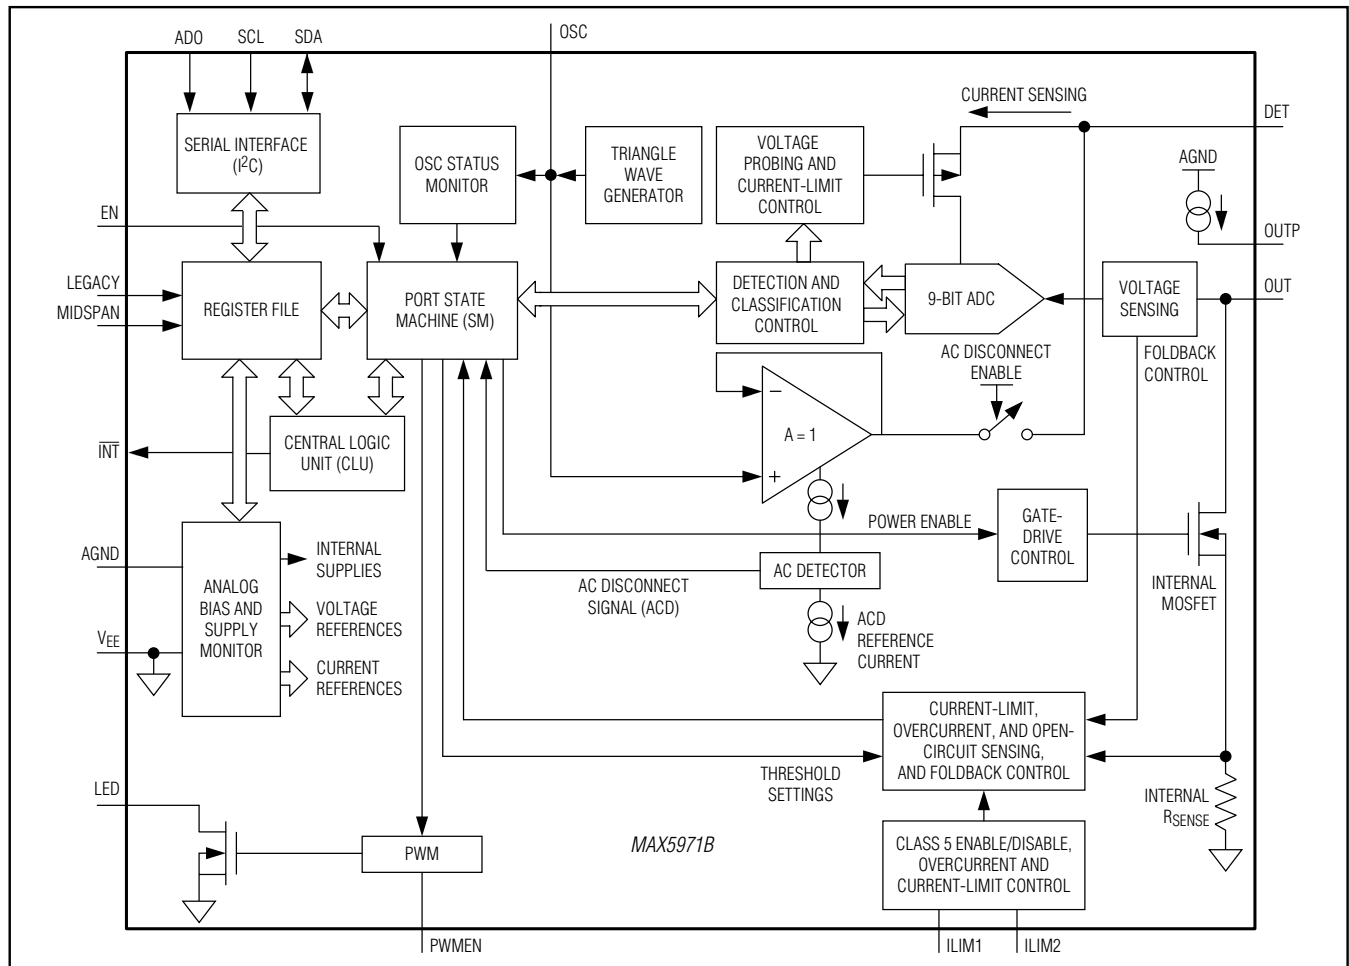 ADO
SCL
SDA
OSC
SERIAL INTERFACE
(I²C)
OSC STATUS
MONITOR
TRIANGLE
WAVE
GENERATOR
VOLTAGE
PROBING AND
CURRENT-LIMIT
CONTROL
CURRENT SENSING
DET
AGND
OUTP
EN
LEGACY
MIDSPAN
REGISTER FILE
PORT STATE
MACHINE (SM)
DETECTION AND
CLASSIFICATION
CONTROL
9-BIT ADC
VOLTAGE
SENSING
OUT
FOLDBACK
CONTROL
AC DISCONNECT
ENABLE
−
A = 1
+
INT
CENTRAL LOGIC
UNIT (CLU)
POWER ENABLE
GATE-
DRIVE
CONTROL
INTERNAL
MOSFET
AGND
VEE
ANALOG
BIAS AND
SUPPLY
MONITOR
INTERNAL
SUPPLIES
VOLTAGE
REFERENCES
CURRENT
REFERENCES
AC DISCONNECT
SIGNAL (ACD)
AC DETECTOR
ACD
REFERENCE
CURRENT
CURRENT-LIMIT,
OVERCURRENT, AND OPEN-
CIRCUIT SENSING,
AND FOLDBACK CONTROL
THRESHOLD
SETTINGS
INTERNAL
RSENSE
LED
PWM
MAX5971B
CLASS 5 ENABLE/DISABLE,
OVERCURRENT AND
CURRENT-LIMIT CONTROL
PWMEN
ILIM1
ILIM2